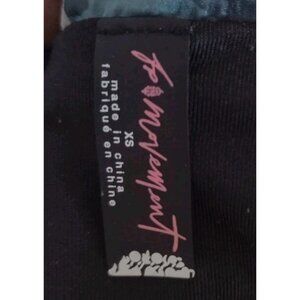 fp movement
XS
made in china
fabriqué en chine